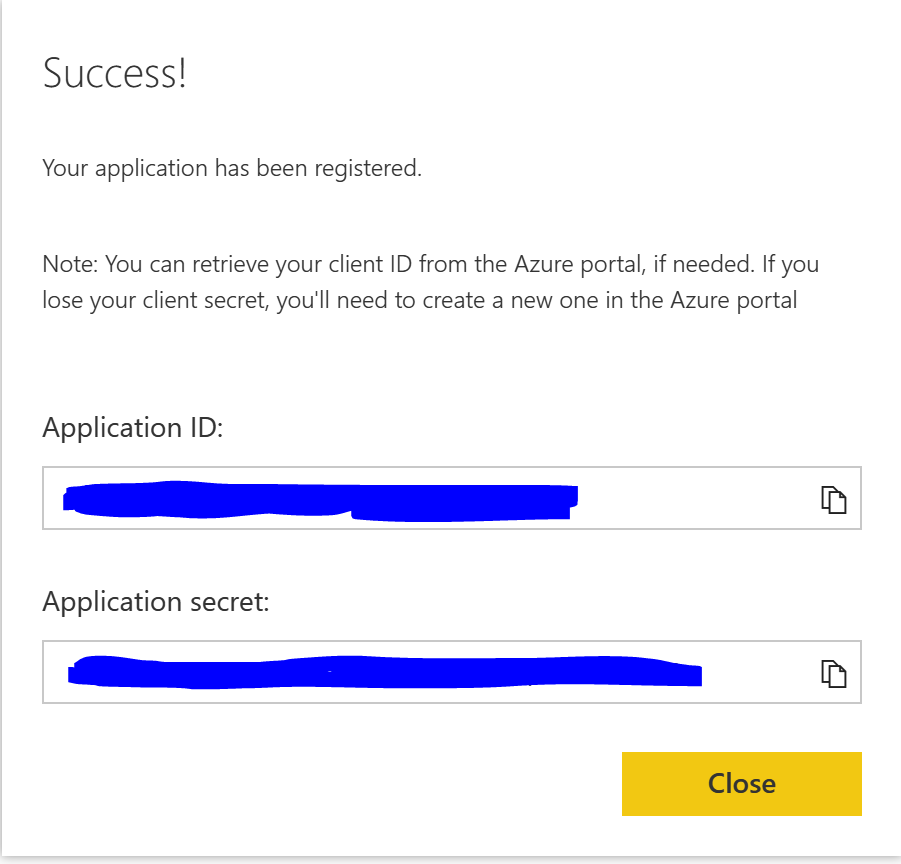 Success!
Your application has been registered.
Note: You can retrieve your client ID from the Azure portal, if needed. If you
lose your client secret, you'll need to create a new one in the Azure portal
Application ID:
Application secret:
Close